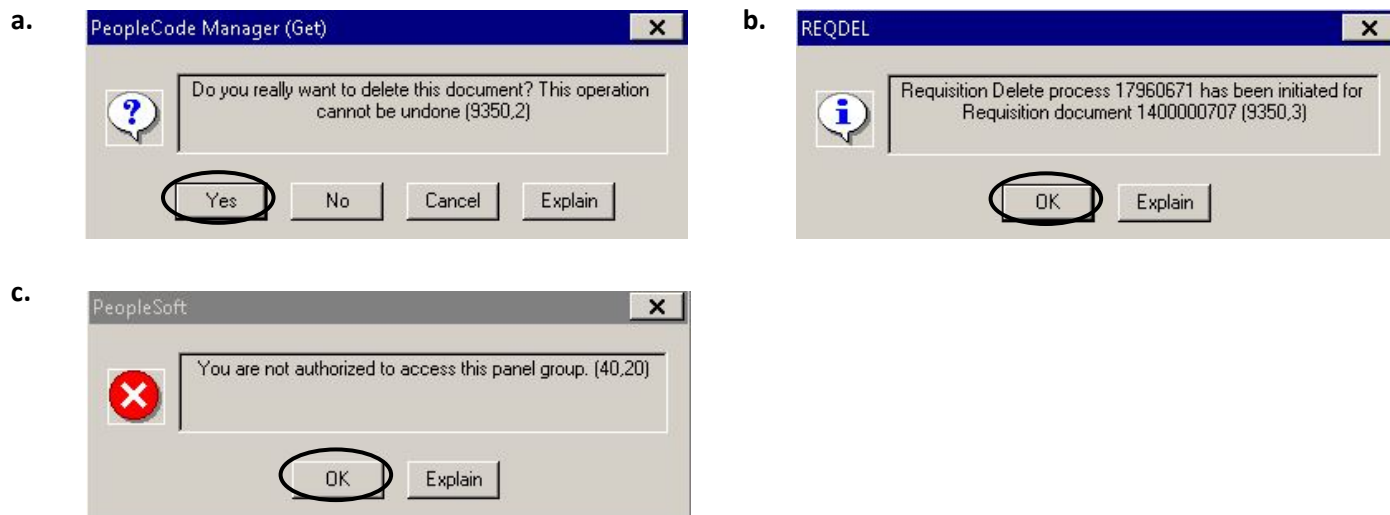 a.
PeopleCode Manager (Get)
Do you really want to delete this document? This operation
cannot be undone (9350,2)
Yes No Cancel Explain
b.
REQDEL
Requisition Delete process 17960671 has been initiated for
Requisition document 1400000707 (9350,3)
OK Explain
c.
PeopleSoft
You are not authorized to access this panel group. (40,20)
OK Explain